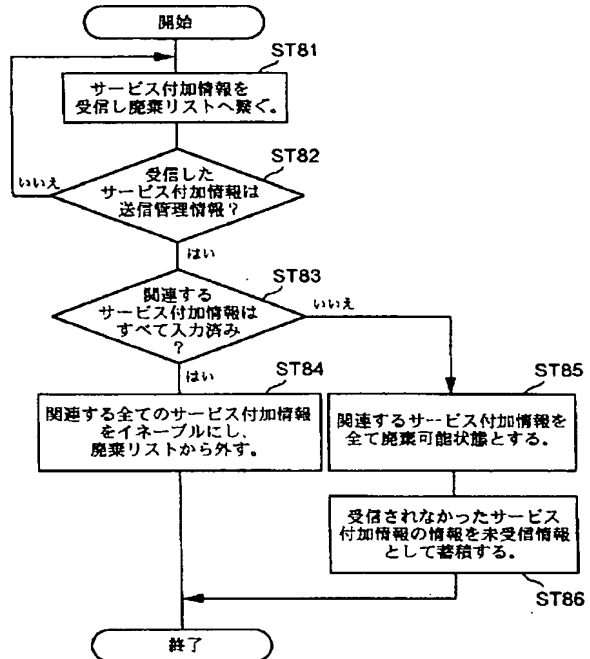 開始
ST81
サービス付加情報を
受信し廃棄リストへ繋ぐ。
ST82
受信した
サービス付加情報は
送信管理情報？
いいえ
はい
ST83
関連する
サービス付加情報は
すべて入力済み
？
いいえ
はい
ST84
関連する全てのサービス付加情報
をイネーブルにし、
廃棄リストから外す。
ST85
関連するサービス付加情報を
全て廃棄可能状態とする。
受信されなかったサービス
付加情報の情報を未受信情報
として蓄積する。
ST86
終了